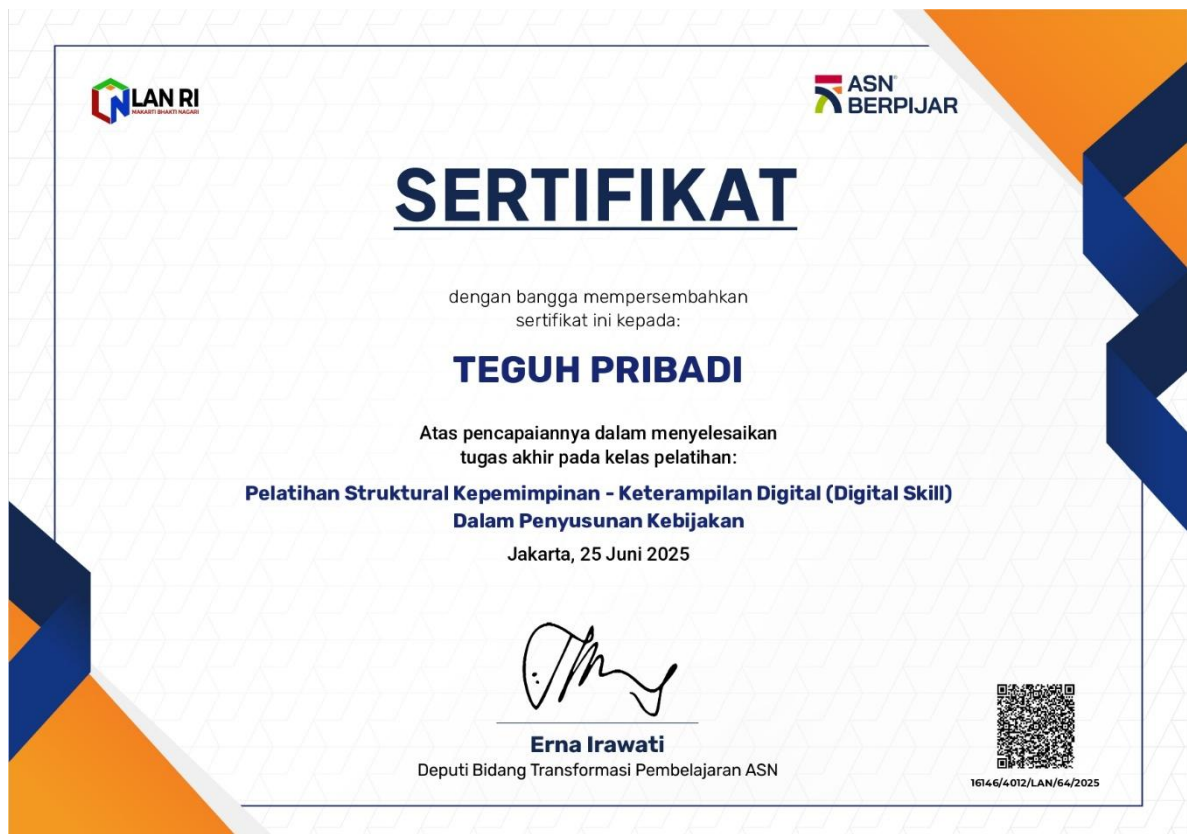 LAN RI
MAKARTI BHAKTI NAGARI
ASN
BERPIJAR
SERTIFIKAT
dengan bangga mempersembahkan
sertifikat ini kepada:
TEGUH PRIBADI
Atas pencapaiannya dalam menyelesaikan
tugas akhir pada kelas pelatihan:
Pelatihan Struktural Kepemimpinan - Keterampilan Digital (Digital Skill)
Dalam Penyusunan Kebijakan
Jakarta, 25 Juni 2025
Erna Irawati
Deputi Bidang Transformasi Pembelajaran ASN
16146/4012/LAN/64/2025